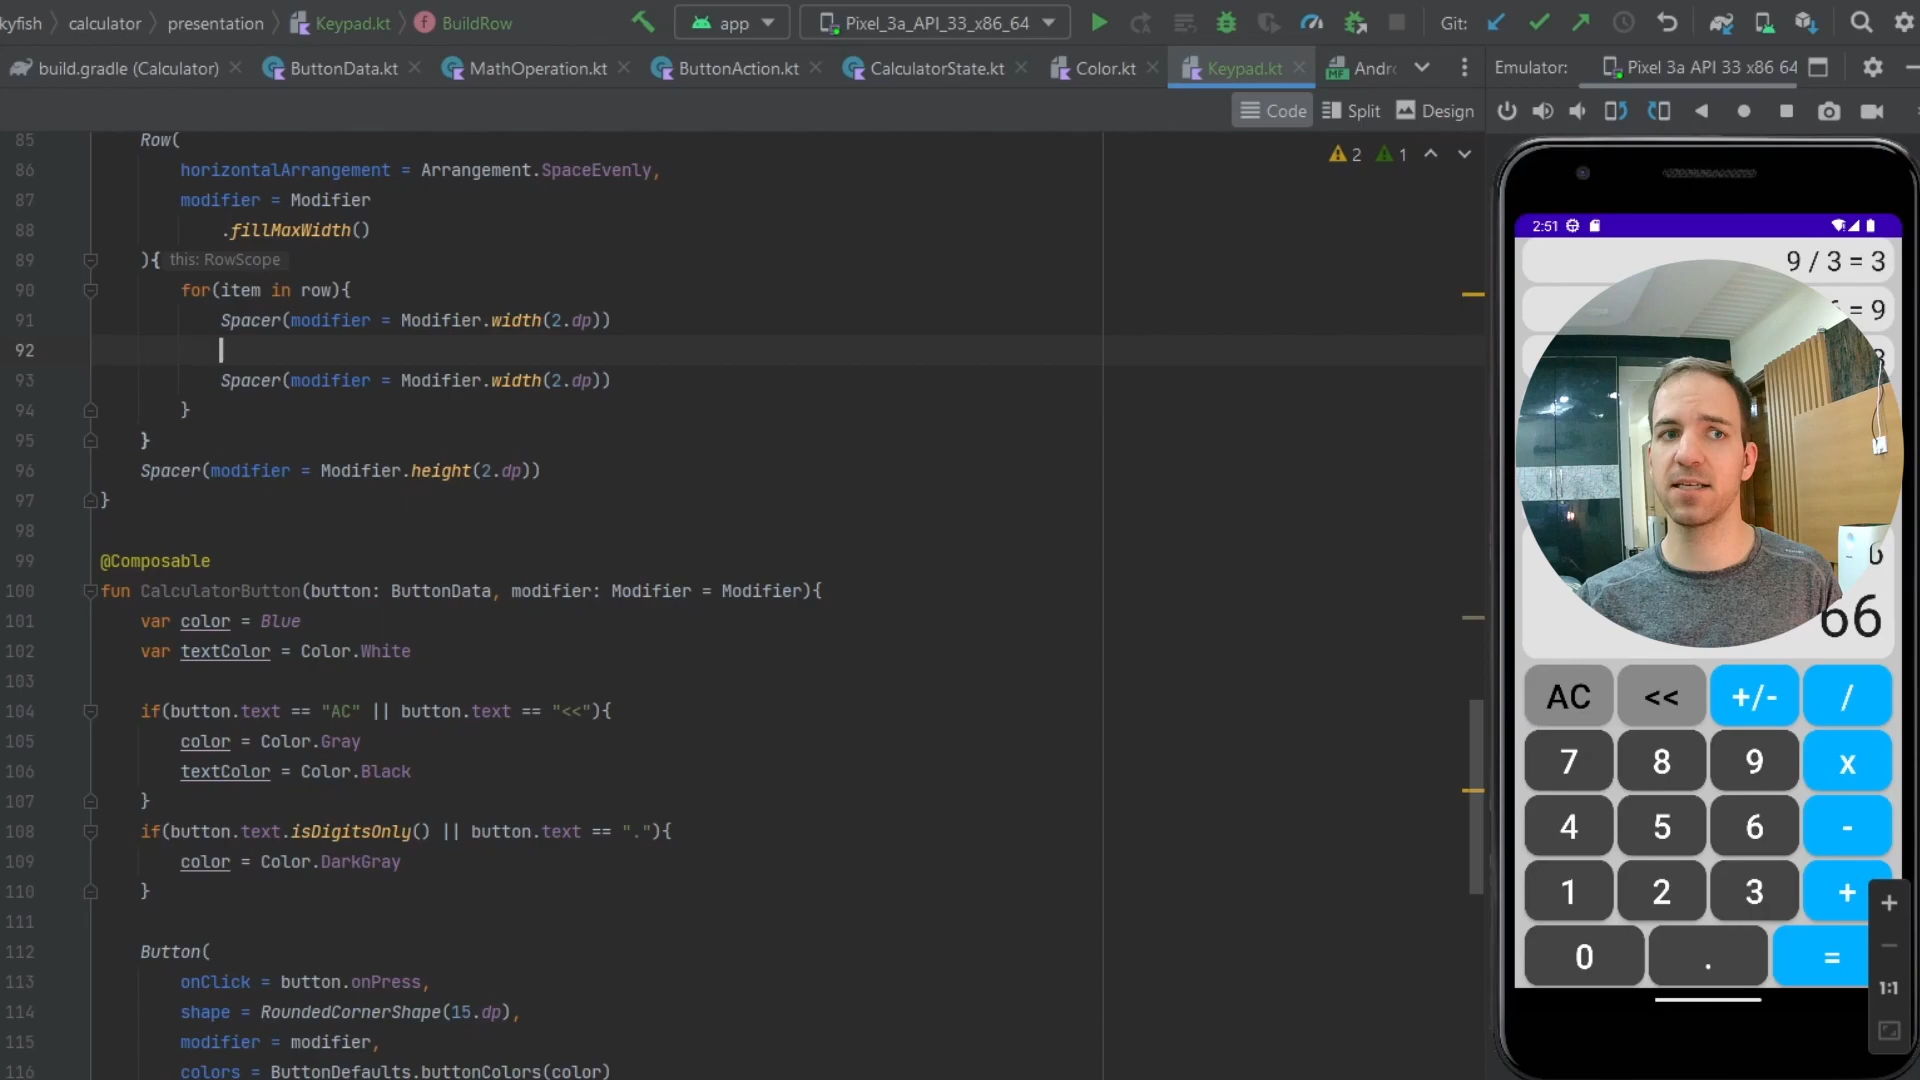 kyfish calculator presentation Keypad.kt BuildRow app Pixel_3a_API_33_x86_64 Git:
build.gradle (Calculator) ButtonData.kt MathOperation.kt ButtonAction.kt CalculatorState.kt Color.kt Keypad.kt Andr Emulator: Pixel 3a API 33 x86 64
Code Split Design
2 1
85 Row(
86 horizontalArrangement = Arrangement.SpaceEvenly,
87 modifier = Modifier
88 .fillMaxWidth()
89 ){ this: RowScope
90 for(item in row){
91 Spacer(modifier = Modifier.width(2.dp))
92
93 Spacer(modifier = Modifier.width(2.dp))
94 }
95 }
96 Spacer(modifier = Modifier.height(2.dp))
97 }
98
99 @Composable
100 fun CalculatorButton(button: ButtonData, modifier: Modifier = Modifier){
101 var color = Blue
102 var textColor = Color.White
103
104 if(button.text == "AC" || button.text == "<<"){
105 color = Color.Gray
106 textColor = Color.Black
107 }
108 if(button.text.isDigitsOnly() || button.text == "."){
109 color = Color.DarkGray
110 }
111
112 Button(
113 onClick = button.onPress,
114 shape = RoundedCornerShape(15.dp),
115 modifier = modifier,
116 colors = ButtonDefaults.buttonColors(color)
2:51
9 / 3 = 3
= 9
66
AC << +/- /
7 8 9 x
4 5 6 -
1 2 3 +
0 . =
1:1